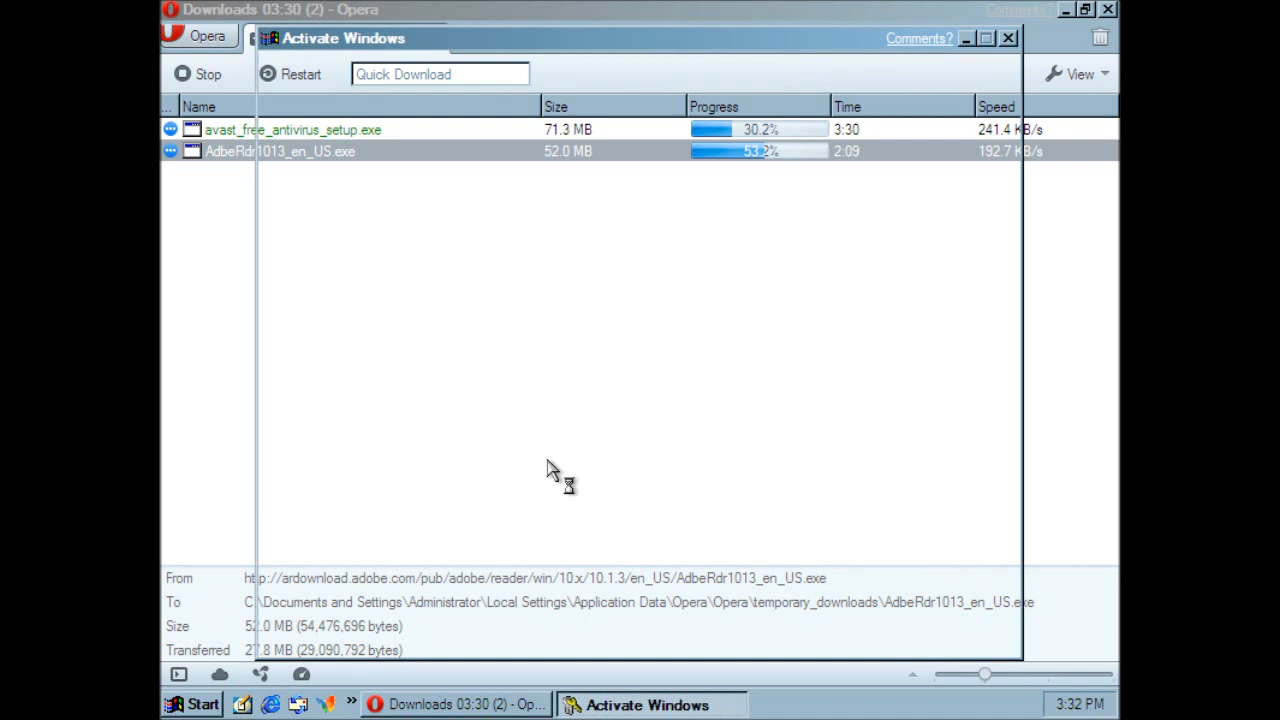 Downloads 03:30 (2) - Opera
Comments?
Opera
Activate Windows
Comments?
Stop
Restart
Quick Download
View
... Name Size Progress Time Speed
avast_free_antivirus_setup.exe 71.3 MB 30.2% 3:30 241.4 KB/s
AdbeRdr1013_en_US.exe 52.0 MB 53.2% 2:09 192.7 KB/s
From http://ardownload.adobe.com/pub/adobe/reader/win/10.x/10.1.3/en_US/AdbeRdr1013_en_US.exe
To C:\Documents and Settings\Administrator\Local Settings\Application Data\Opera\Opera\temporary_downloads\AdbeRdr1013_en_US.exe
Size 52.0 MB (54,476,696 bytes)
Transferred 27.8 MB (29,090,792 bytes)
Start » Downloads 03:30 (2) - Op... Activate Windows 3:32 PM